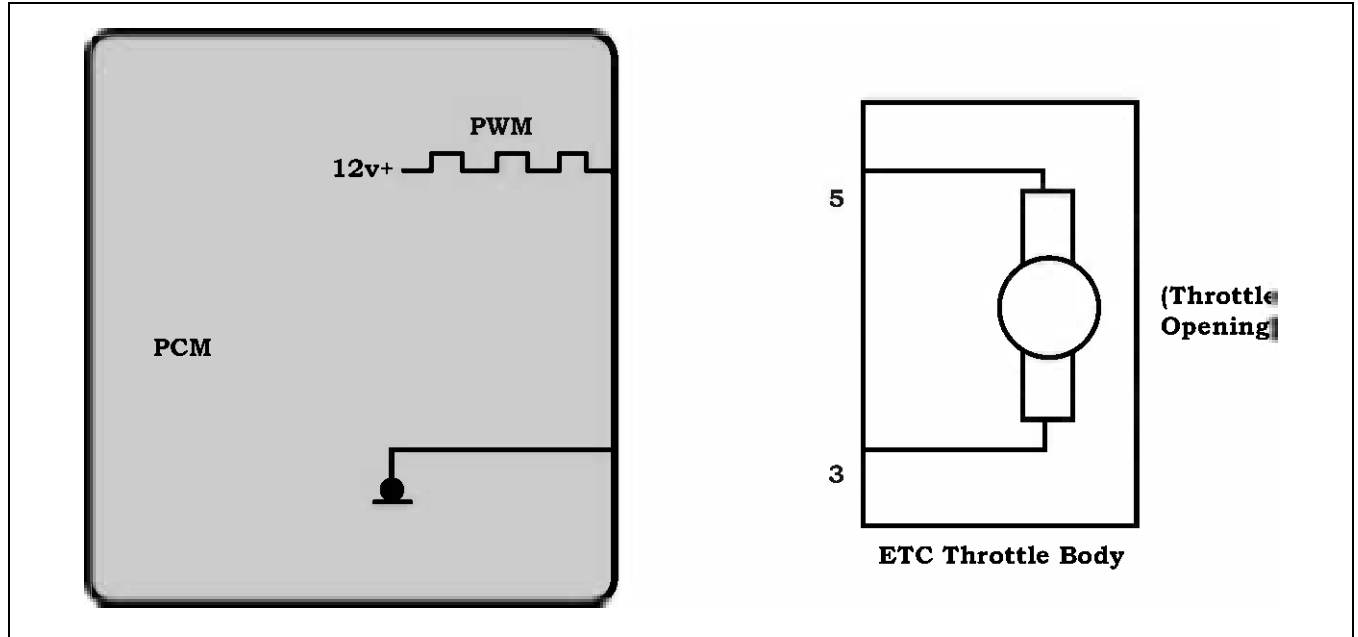 PWM
12v+
5
(Throttle
Opening
PCM
3
ETC Throttle Body